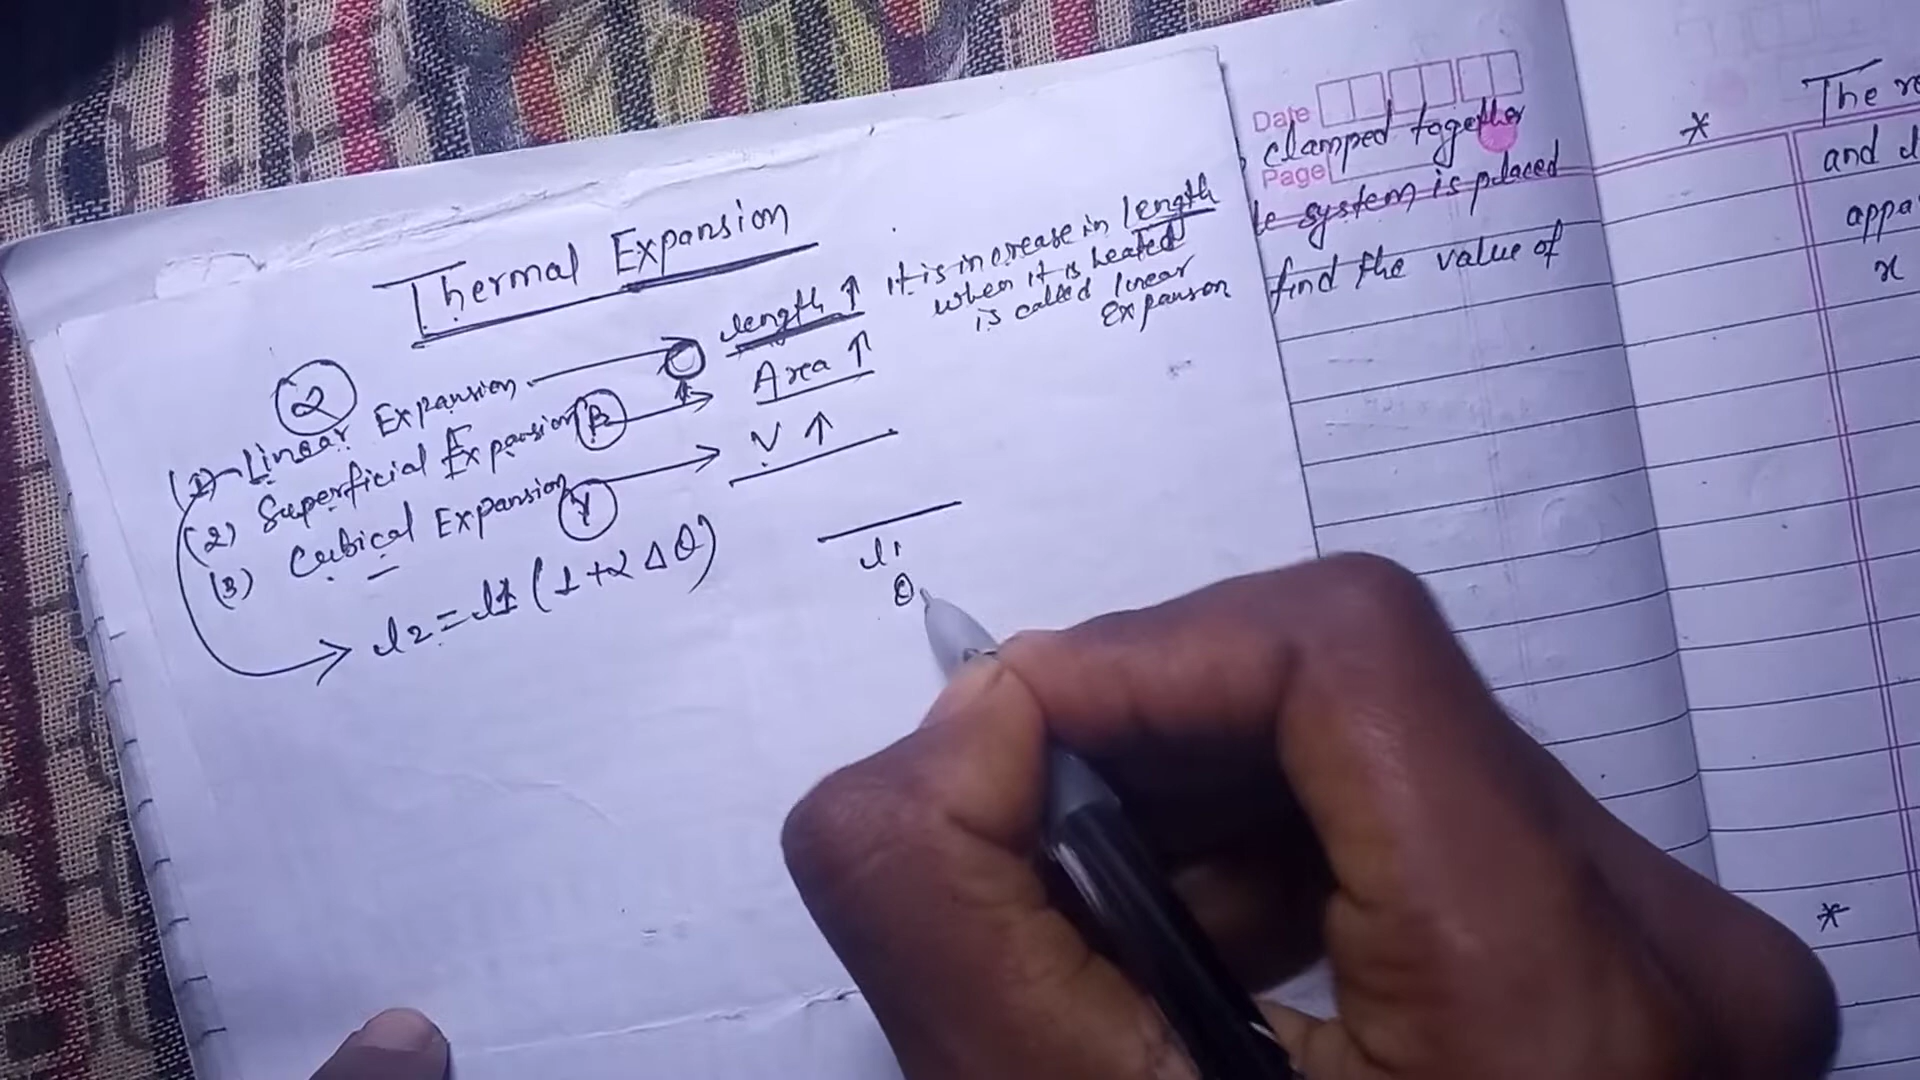 Thermal Expansion
α
(1) Linear Expansion → length ↑ it is increase in length
when it is heated
is called linear
Expansion
(2) Superficial Expansion β → Area ↑
(3) Cubical Expansion γ → V ↑
l2 = l1 (1 + α Δ θ)
l1
θ
Date
clamped together
Page
system is placed
find the value of
*
The
and
x
*